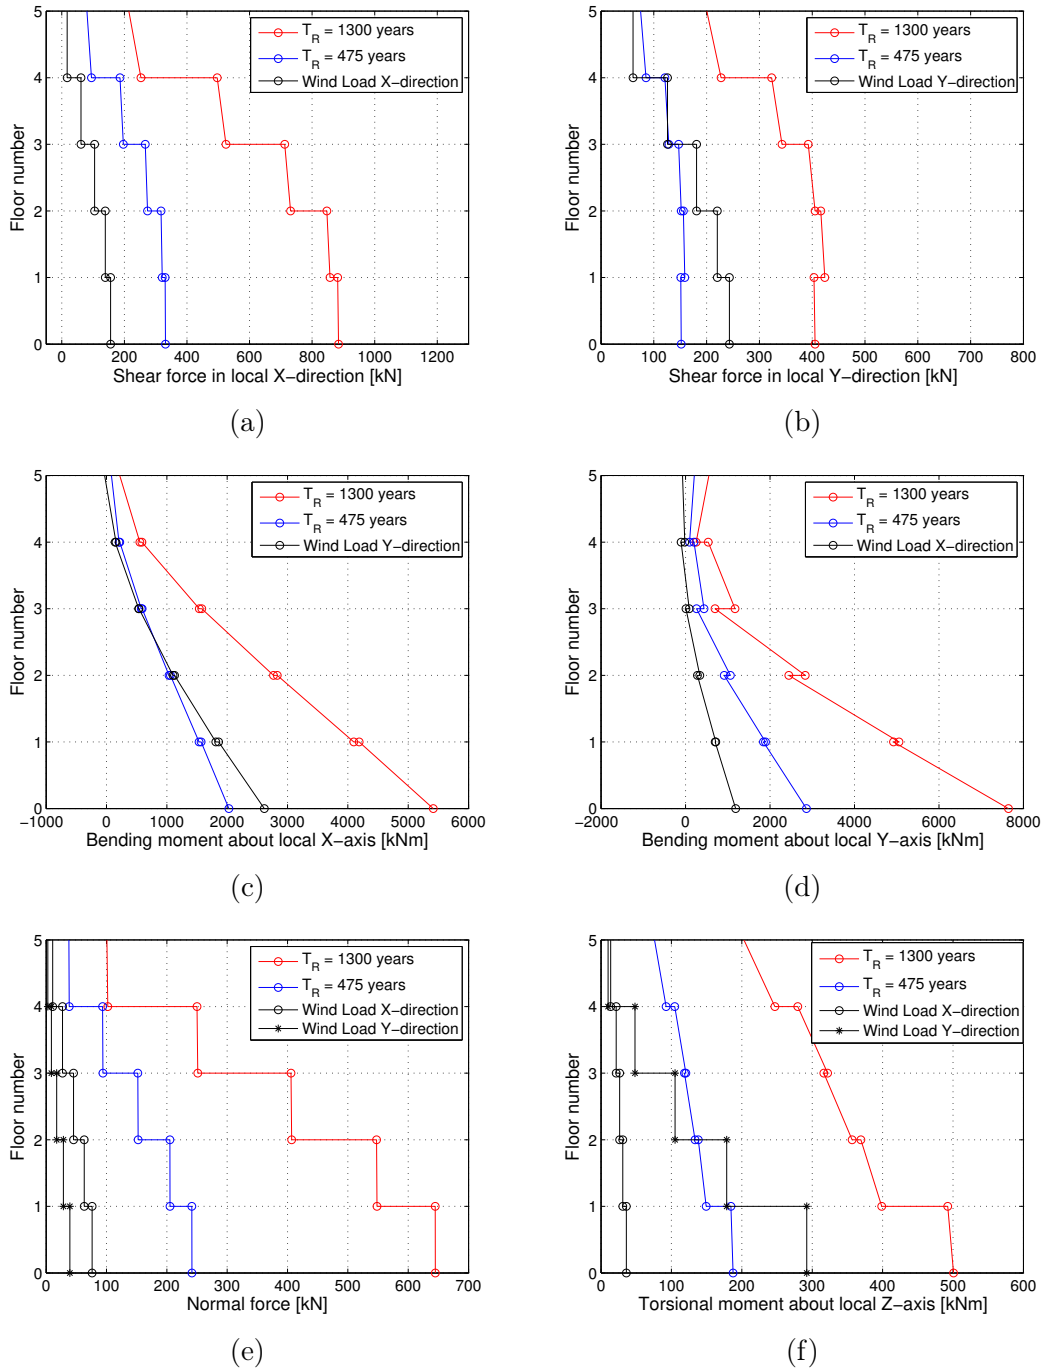 5
4
3
2
1
0
Floor number
T_R = 1300 years
T_R = 475 years
Wind Load X−direction
0 200 400 600 800 1000 1200
Shear force in local X−direction [kN]
(a)
5
4
3
2
1
0
Floor number
T_R = 1300 years
T_R = 475 years
Wind Load Y−direction
0 100 200 300 400 500 600 700 800
Shear force in local Y−direction [kN]
(b)
5
4
3
2
1
0
Floor number
T_R = 1300 years
T_R = 475 years
Wind Load Y−direction
−1000 0 1000 2000 3000 4000 5000 6000
Bending moment about local X−axis [kNm]
(c)
5
4
3
2
1
0
Floor number
T_R = 1300 years
T_R = 475 years
Wind Load X−direction
−2000 0 2000 4000 6000 8000
Bending moment about local Y−axis [kNm]
(d)
5
4
3
2
1
0
Floor number
T_R = 1300 years
T_R = 475 years
Wind Load X−direction
Wind Load Y−direction
0 100 200 300 400 500 600 700
Normal force [kN]
(e)
5
4
3
2
1
0
Floor number
T_R = 1300 years
T_R = 475 years
Wind Load X−direction
Wind Load Y−direction
0 100 200 300 400 500 600
Torsional moment about local Z−axis [kNm]
(f)